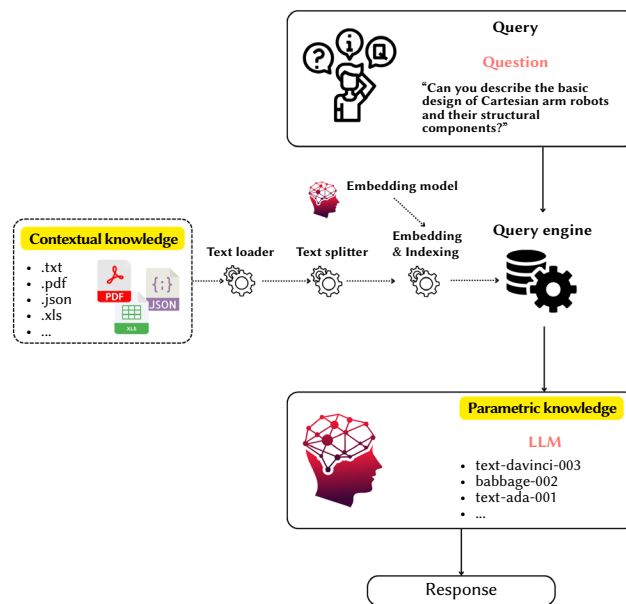 Query
Question
"Can you describe the basic
design of Cartesian arm robots
and their structural
components?"
Embedding model
Contextual knowledge
• .txt
• .pdf
• .json
• .xls
• ...
PDF
{;}
JSON
XLS
Text loader
Text splitter
Embedding
& Indexing
Query engine
Parametric knowledge
LLM
• text-davinci-003
• babbage-002
• text-ada-001
• ...
Response